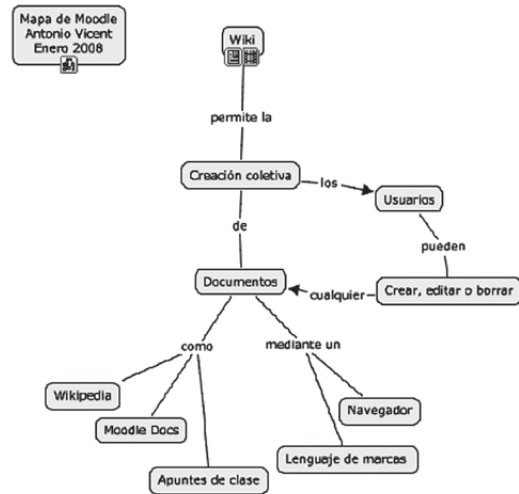 Mapa de Moodle
Antonio Vicent
Enero 2008
Wiki
permite la
Creación coletiva
los
Usuarios
de
pueden
Documentos
cualquier
Crear, editar o borrar
como
mediante un
Wikipedia
Navegador
Moodle Docs
Lenguaje de marcas
Apuntes de clase